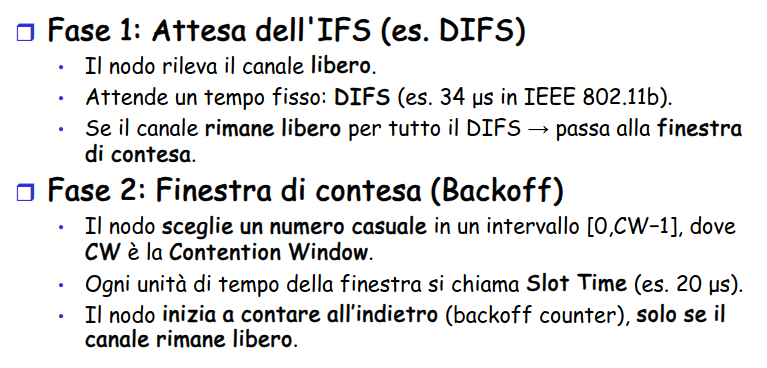 Fase 1: Attesa dell'IFS (es. DIFS)
Il nodo rileva il canale libero.
Attende un tempo fisso: DIFS (es. 34 μs in IEEE 802.11b).
Se il canale rimane libero per tutto il DIFS → passa alla finestra
di contesa.
Fase 2: Finestra di contesa (Backoff)
Il nodo sceglie un numero casuale in un intervallo [0,CW−1], dove
CW è la Contention Window.
Ogni unità di tempo della finestra si chiama Slot Time (es. 20 μs).
Il nodo inizia a contare all’indietro (backoff counter), solo se il
canale rimane libero.